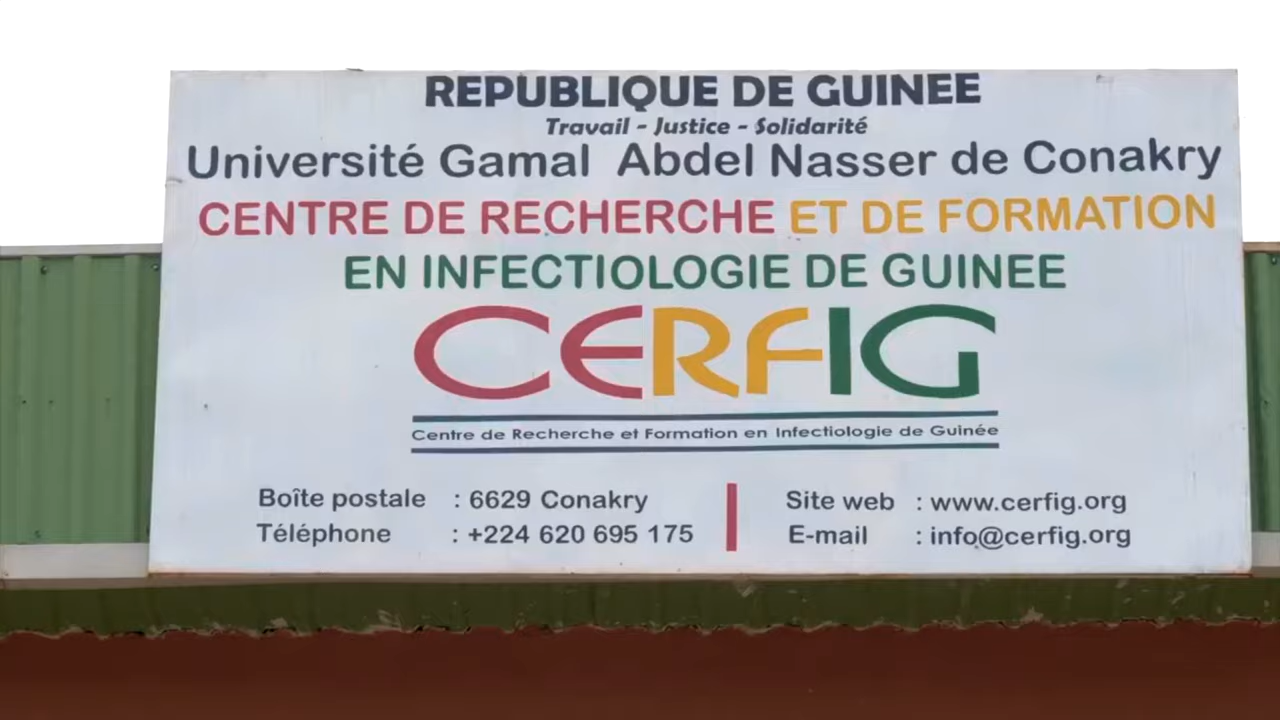 REPUBLIQUE DE GUINEE
Travail - Justice - Solidarité
Université Gamal Abdel Nasser de Conakry
CENTRE DE RECHERCHE ET DE FORMATION
EN INFECTIOLOGIE DE GUINEE
CERFIG
Centre de Recherche et Formation en Infectiologie de Guinée
Boîte postale : 6629 Conakry
Téléphone : +224 620 695 175
Site web : www.cerfig.org
E-mail : info@cerfig.org